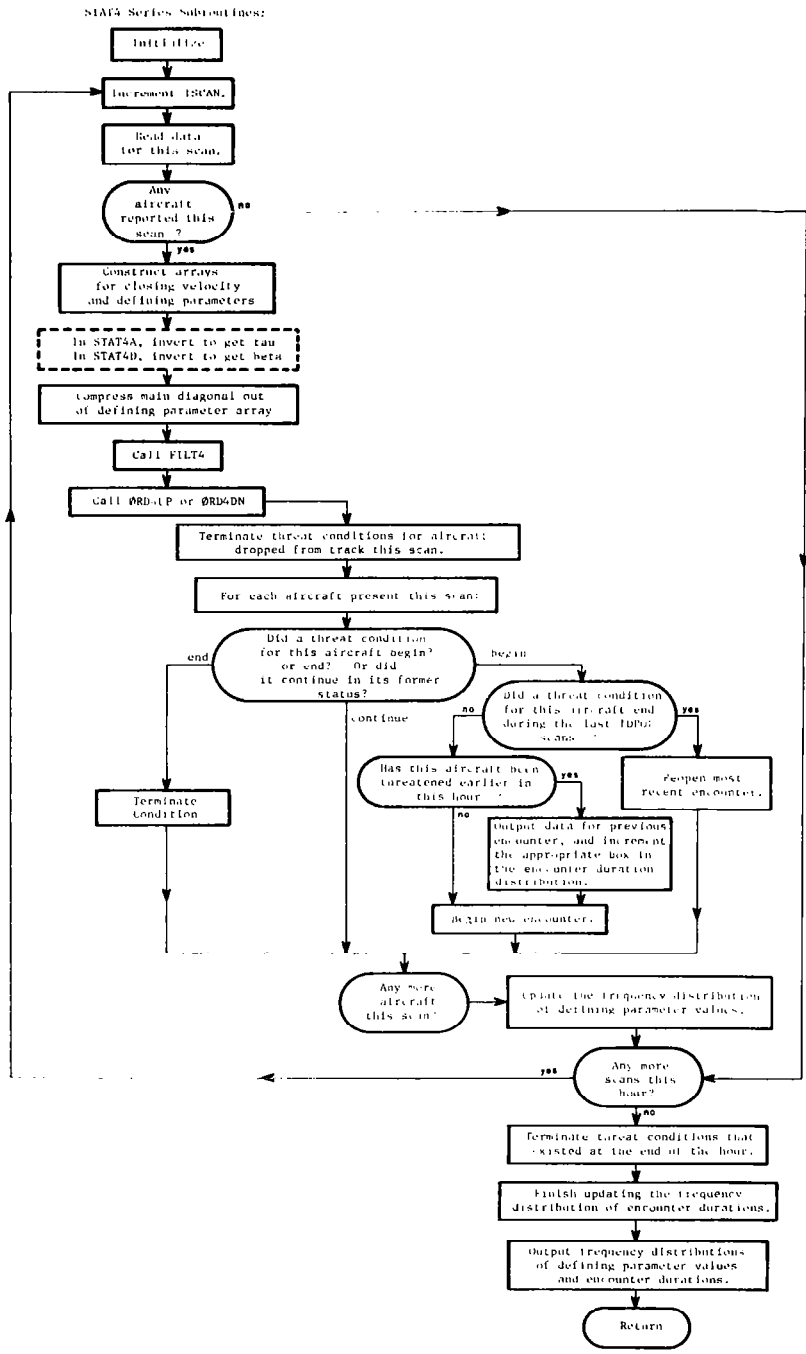 STAT4 Series Subroutines:
Initialize
Increment ISCAN.
Read data
for this scan.
Any
aircraft
reported this
scan ?
no
yes
Construct arrays
for closing velocity
and defining parameters
In STAT4A, invert to get tau
In STAT4D, invert to get beta
Compress main diagonal out
of defining parameter array
Call FILT4
Call ØRD4UP or ØRD4DN
Terminate threat conditions for aircraft
dropped from track this scan.
For each aircraft present this scan:
Did a threat condition
for this aircraft begin?
or end? Or did
it continue in its former
status?
end
begin
continue
Did a threat condition
for this aircraft end
during the last
scans ?
no
yes
Has this aircraft been
threatened earlier in
this hour ?
yes
no
Reopen most
recent encounter.
Terminate
Condition
Output data for previous
encounter, and increment
the appropriate box in
the encounter duration
distribution.
Begin new encounter.
Any more
aircraft
this scan?
Update the frequency distribution
of defining parameter values.
yes
Any more
scans this
hour?
no
Terminate threat conditions that
existed at the end of the hour.
Finish updating the frequency
distribution of encounter durations.
Output frequency distributions
of defining parameter values
and encounter durations.
Return